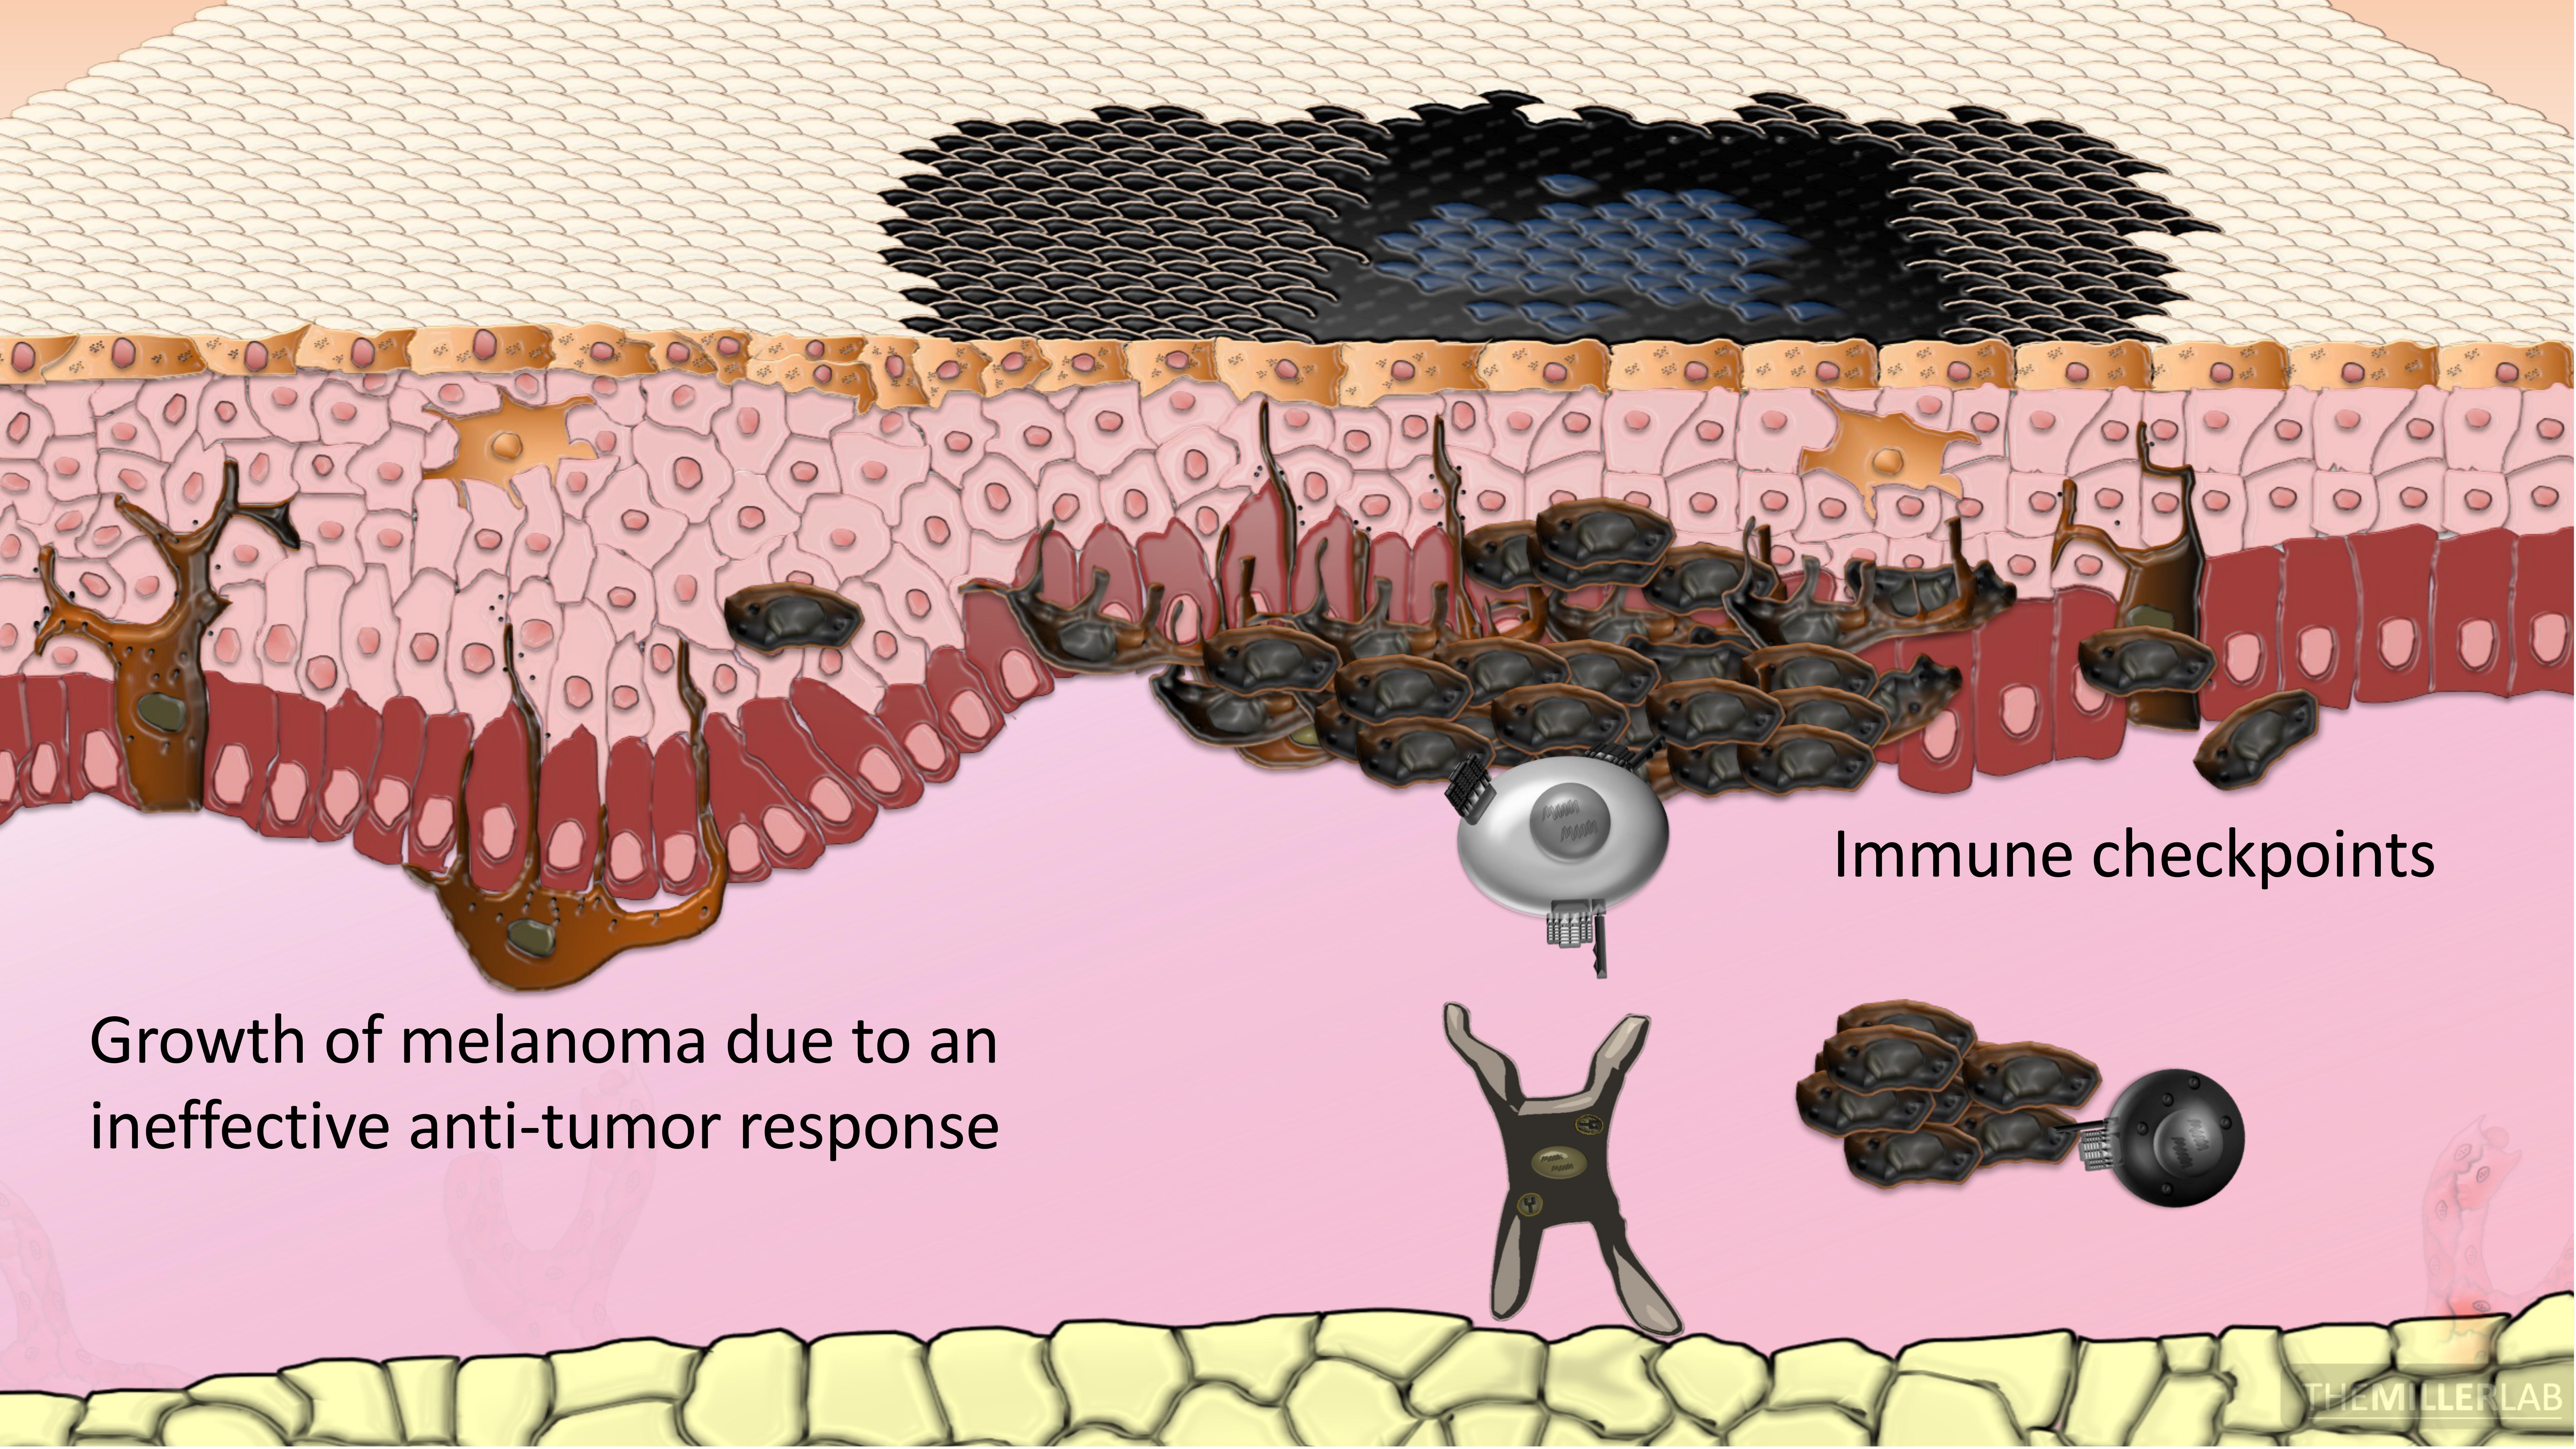 Immune checkpoints
Growth of melanoma due to an
ineffective anti-tumor response
THEMILLERLAB